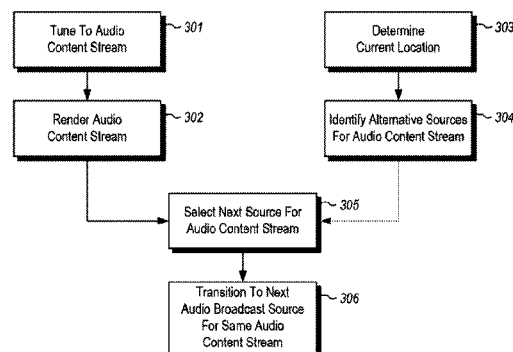 Tune To Audio
Content Stream
301
Determine
Current Location
303
Render Audio
Content Stream
302
Identify Alternative Sources
For Audio Content Stream
304
Select Next Source For
Audio Content Stream
305
Transition To Next
Audio Broadcast Source
For Same Audio
Content Stream
306